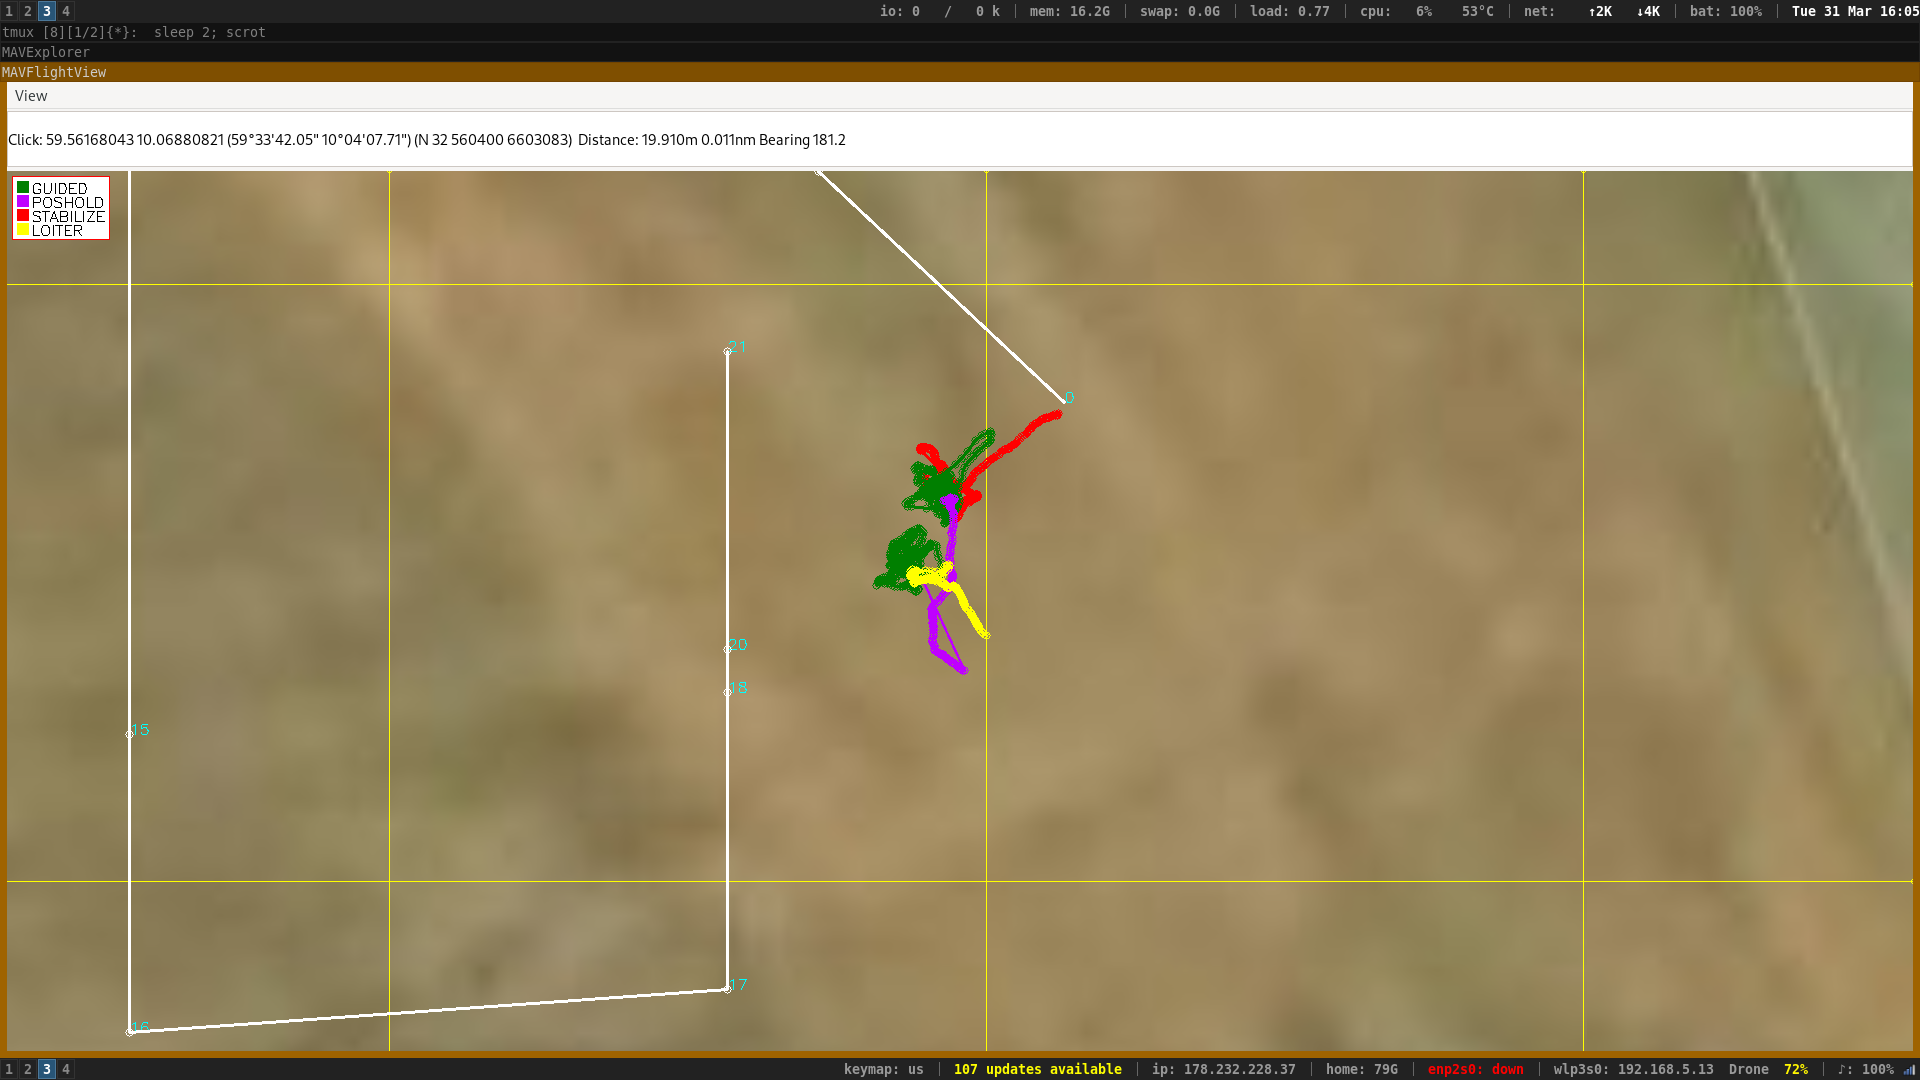 1 2 3 4 io: 0 / 0 k | mem: 16.2G | swap: 0.0G | load: 0.77 | cpu: 6% 53°C | net: ↑2K ↓4K | bat: 100% | Tue 31 Mar 16:05
tmux [8][1/2]{*}: sleep 2; scrot
MAVExplorer
MAVFlightView
View
Click: 59.56168043 10.06880821 (59°33'42.05" 10°04'07.71") (N 32 560400 6603083) Distance: 19.910m 0.011nm Bearing 181.2
GUIDED
POSHOLD
STABILIZE
LOITER
21
0
20
18
15
17
16
1 2 3 4 keymap: us | 107 updates available | ip: 178.232.228.37 | home: 79G | enp2s0: down | wlp3s0: 192.168.5.13 Drone 72% | ♪: 100%